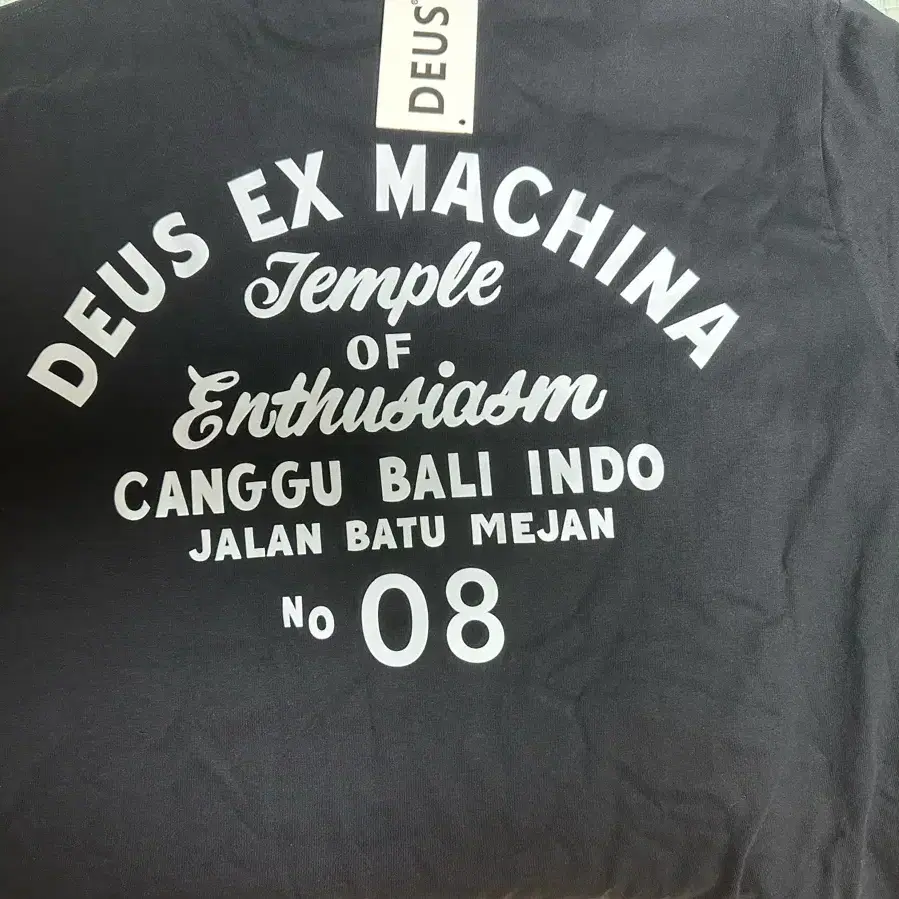 DEUS
DEUS EX MACHINA
Temple
OF
Enthusiasm
CANGGU BALI INDO
JALAN BATU MEJAN
NO 08